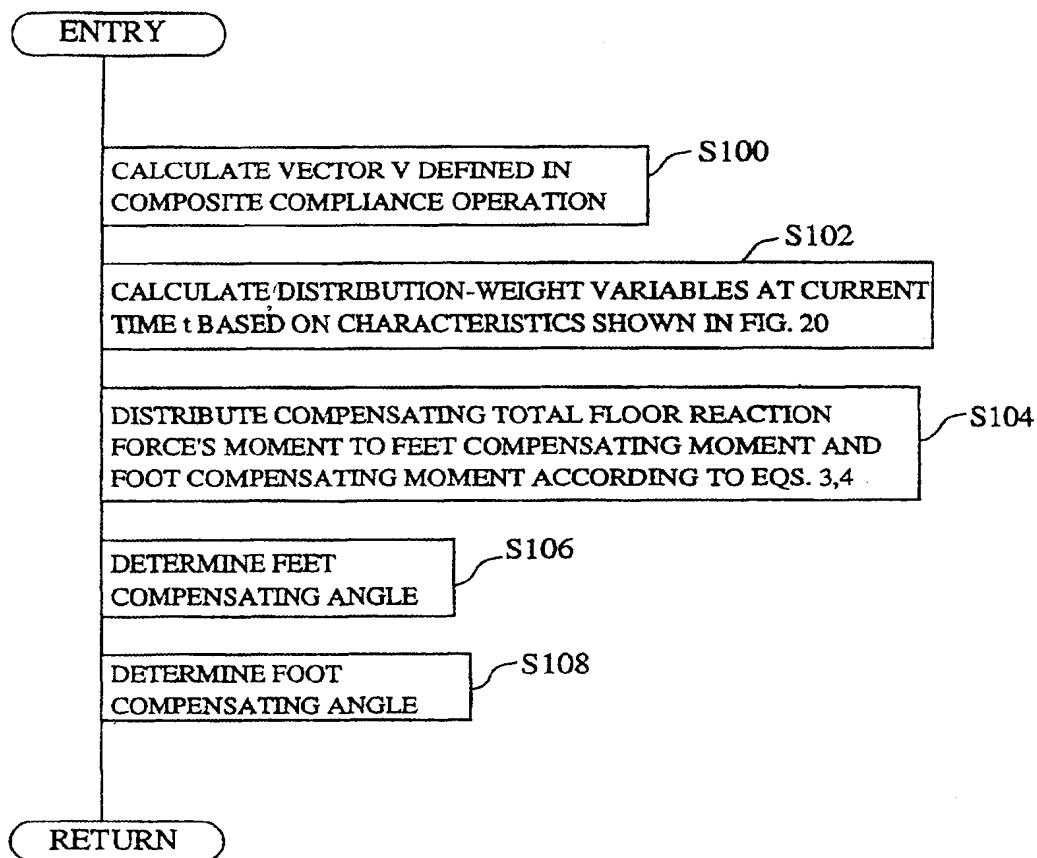 ENTRY
S100
CALCULATE VECTOR V DEFINED IN
COMPOSITE COMPLIANCE OPERATION
S102
CALCULATE DISTRIBUTION-WEIGHT VARIABLES AT CURRENT
TIME t BASED ON CHARACTERISTICS SHOWN IN FIG. 20
S104
DISTRIBUTE COMPENSATING TOTAL FLOOR REACTION
FORCE'S MOMENT TO FEET COMPENSATING MOMENT AND
FOOT COMPENSATING MOMENT ACCORDING TO EQS. 3,4
S106
DETERMINE FEET
COMPENSATING ANGLE
S108
DETERMINE FOOT
COMPENSATING ANGLE
RETURN